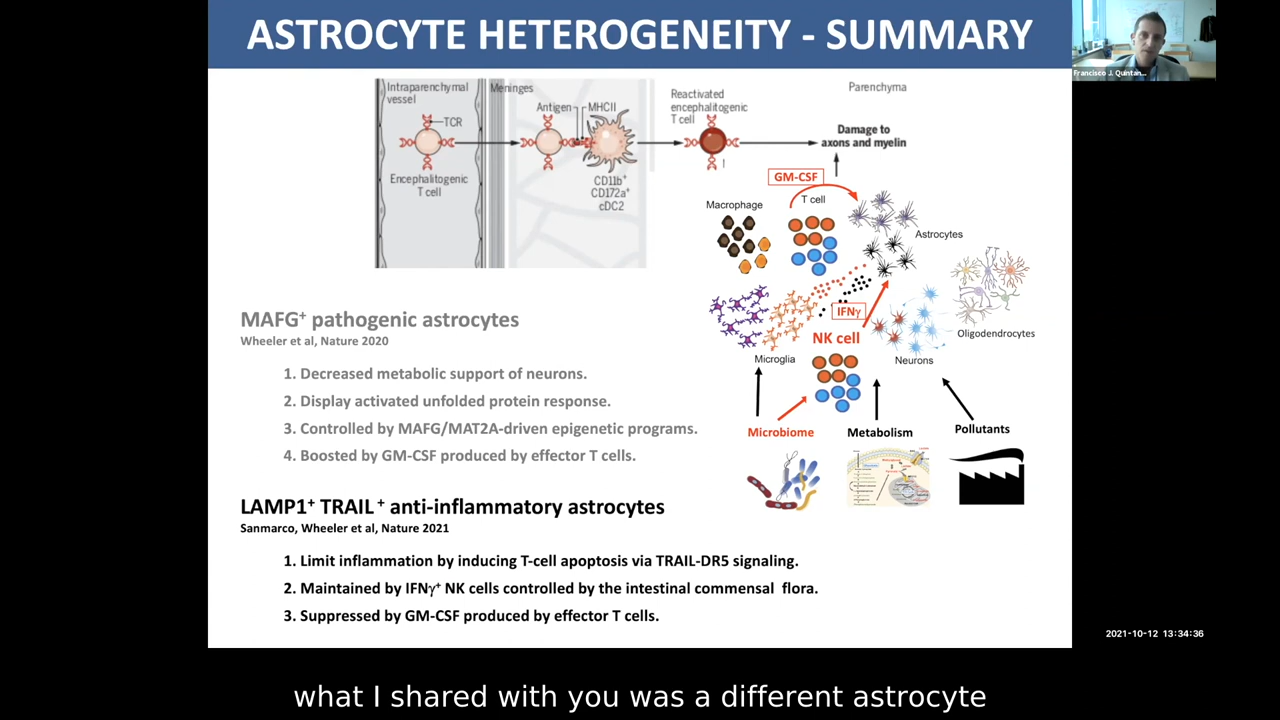 ASTROCYTE HETEROGENEITY - SUMMARY
Francisco J. Quintan...
Intraparenchymal
vessel
Meninges
TCR
Antigen
MHCII
Encephalitogenic
T cell
CD11b⁺
CD172a⁺
cDC2
Reactivated
encephalitogenic
T cell
Parenchyma
Damage to
axons and myelin
GM-CSF
T cell
Macrophage
Astrocytes
IFNγ
NK cell
Oligodendrocytes
Microglia
Neurons
Microbiome
Metabolism
Pollutants
MAFG⁺ pathogenic astrocytes
Wheeler et al, Nature 2020
1. Decreased metabolic support of neurons.
2. Display activated unfolded protein response.
3. Controlled by MAFG/MAT2A-driven epigenetic programs.
4. Boosted by GM-CSF produced by effector T cells.
LAMP1⁺ TRAIL⁺ anti-inflammatory astrocytes
Sanmarco, Wheeler et al, Nature 2021
1. Limit inflammation by inducing T-cell apoptosis via TRAIL-DR5 signaling.
2. Maintained by IFNγ⁺ NK cells controlled by the intestinal commensal flora.
3. Suppressed by GM-CSF produced by effector T cells.
2021-10-12 13:34:36
what I shared with you was a different astrocyte